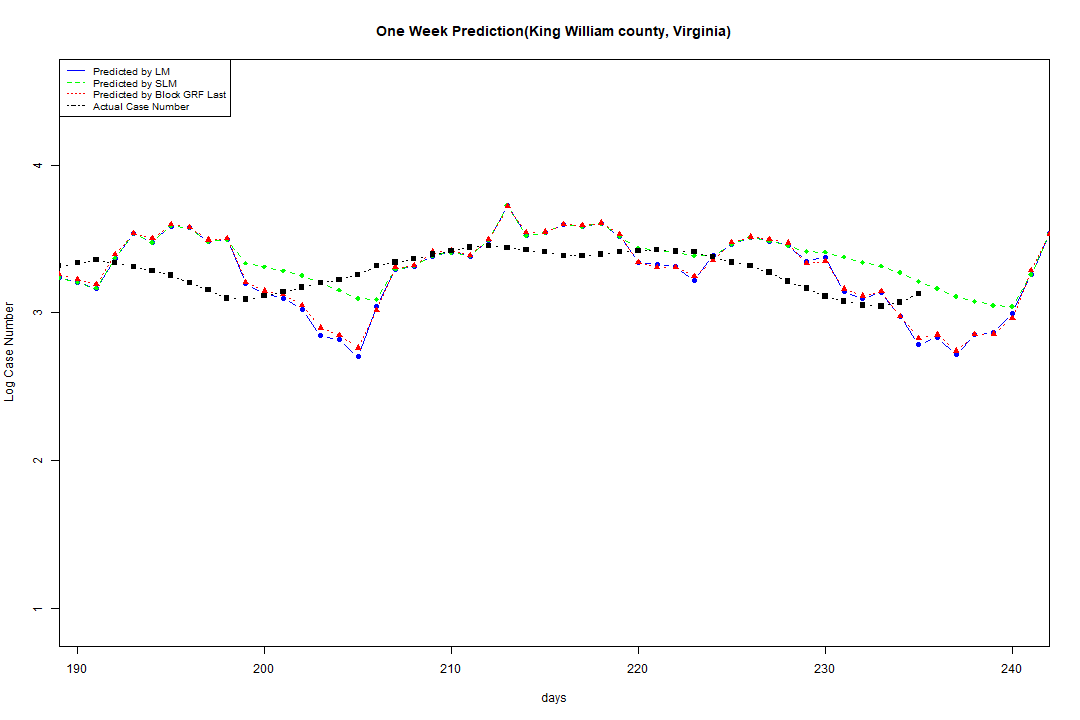 One Week Prediction(King William county, Virginia)
Predicted by LM
Predicted by SLM
Predicted by Block GRF Last
Actual Case Number
4
3
2
1
Log Case Number
190 200 210 220 230 240
days